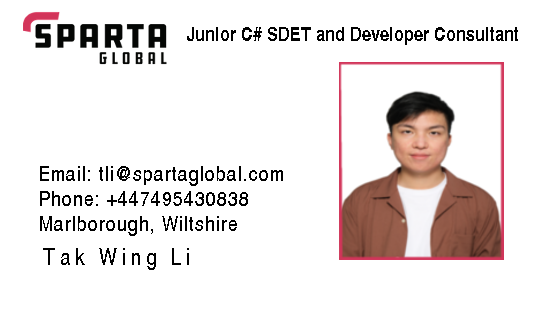 SPARTA
GLOBAL
Junior C# SDET and Developer Consultant
Email: tli@spartaglobal.com
Phone: +447495430838
Marlborough, Wiltshire
Tak Wing Li